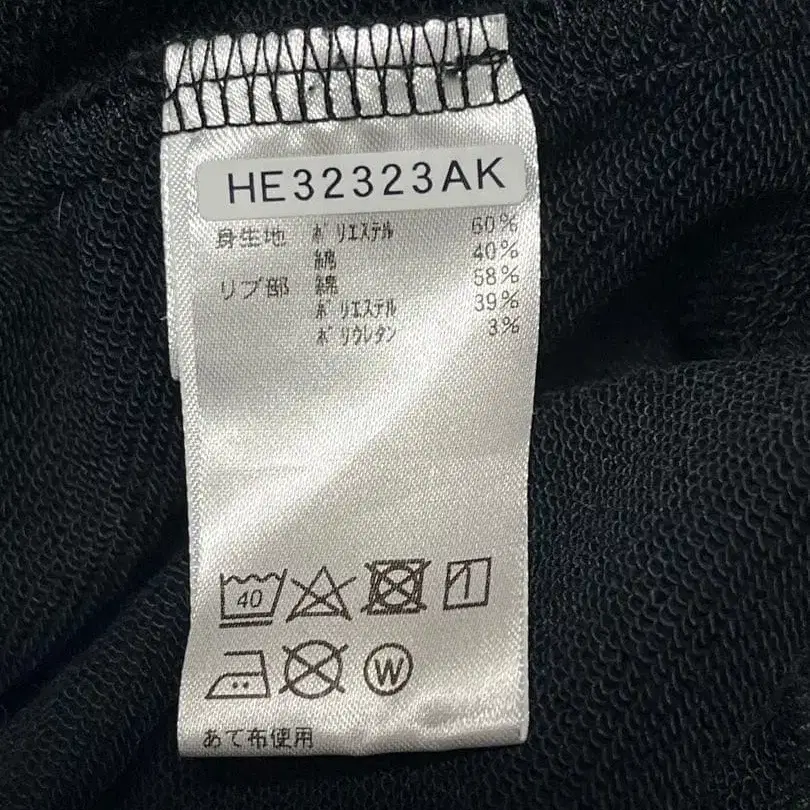 HE32323AK
身生地 ポリエステル 60%
綿 40%
リブ部 綿 58%
ポリエステル 39%
ポリウレタン 3%
40
W
あて布使用